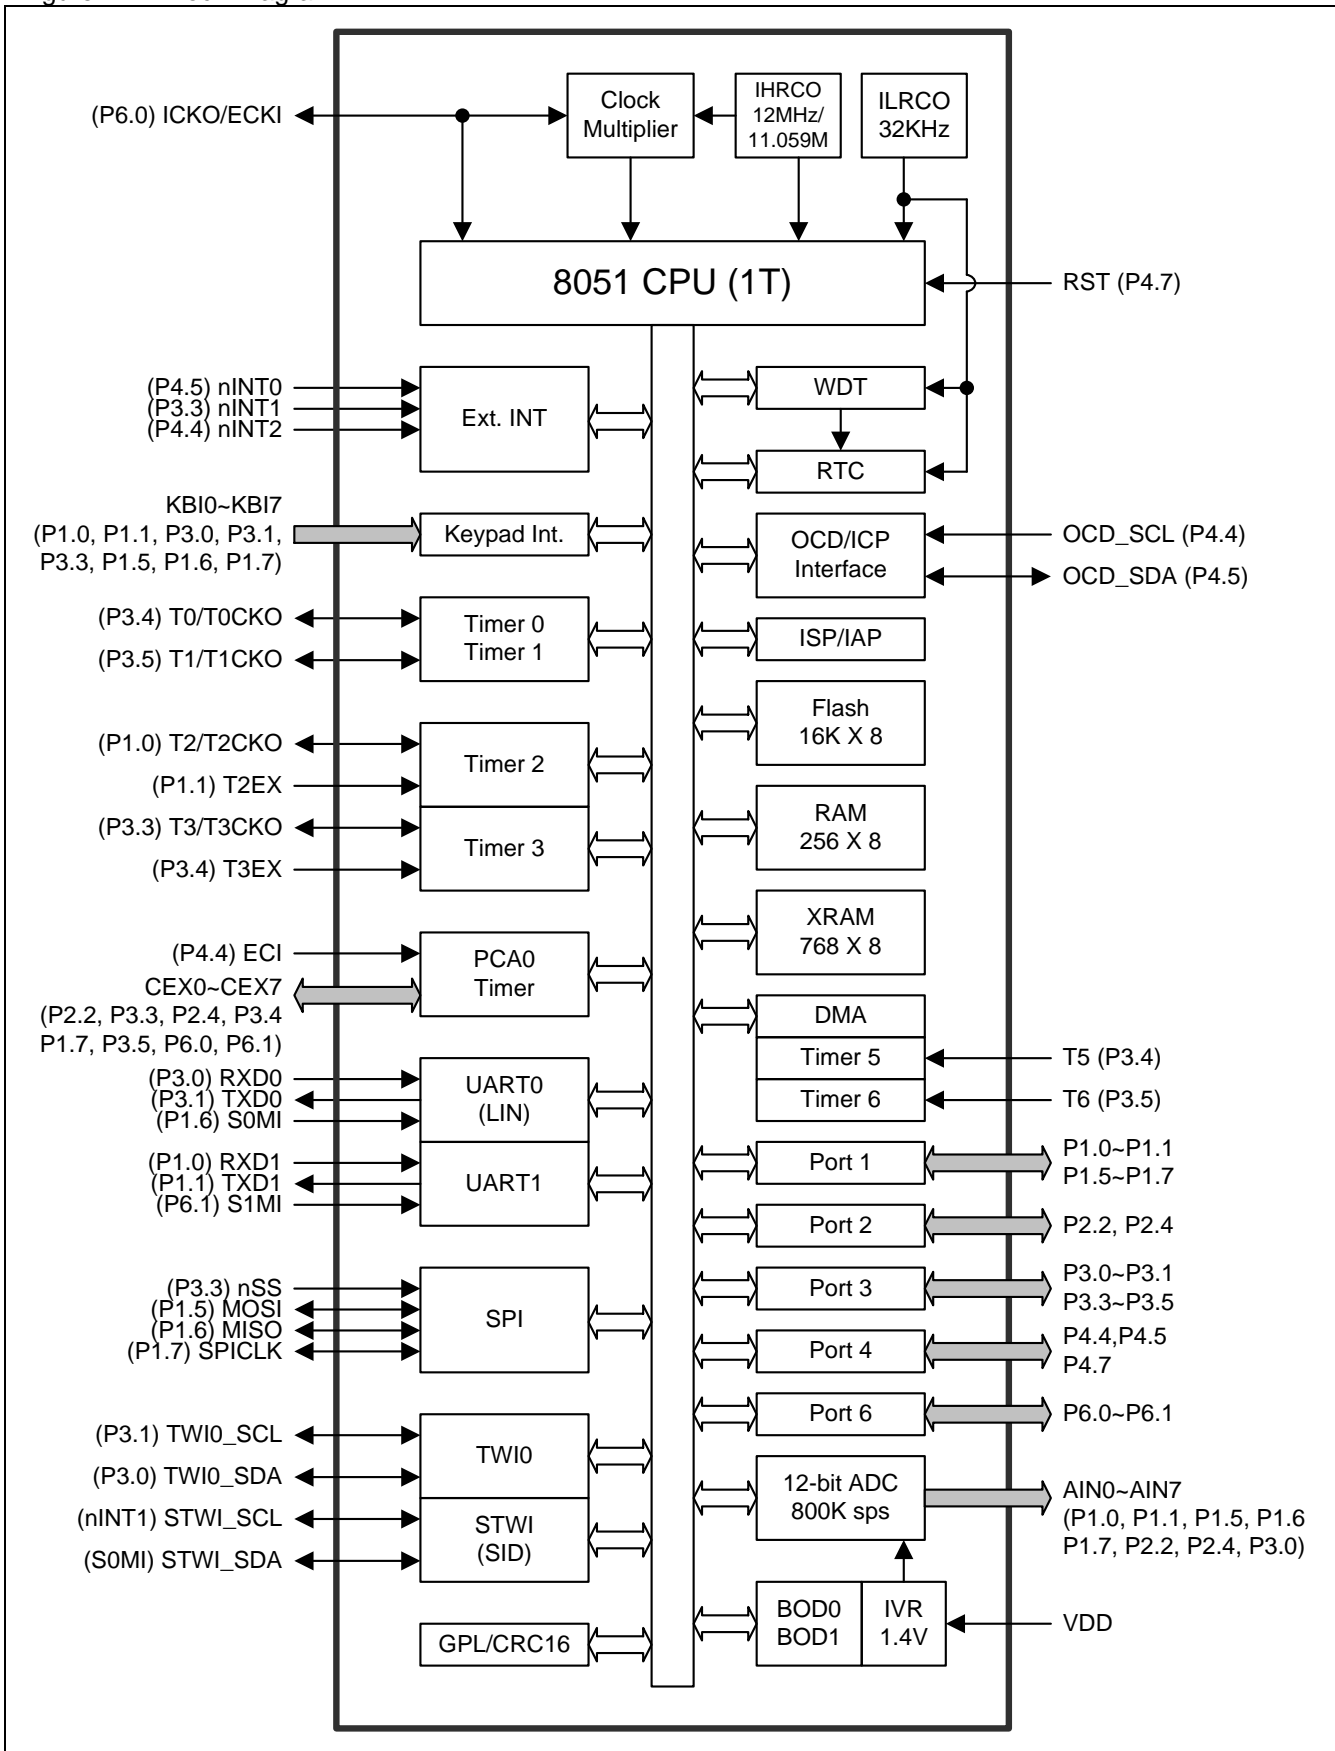 (P6.0) ICKO/ECKI
Clock
Multiplier
IHRCO
12MHz/
11.059M
ILRCO
32KHz
8051 CPU (1T)
RST (P4.7)
(P4.5) nINT0
(P3.3) nINT1
(P4.4) nINT2
Ext. INT
WDT
RTC
KBI0~KBI7
(P1.0, P1.1, P3.0, P3.1,
P3.3, P1.5, P1.6, P1.7)
Keypad Int.
OCD/ICP
Interface
OCD_SCL (P4.4)
OCD_SDA (P4.5)
(P3.4) T0/T0CKO
(P3.5) T1/T1CKO
Timer 0
Timer 1
ISP/IAP
Flash
16K X 8
(P1.0) T2/T2CKO
(P1.1) T2EX
Timer 2
(P3.3) T3/T3CKO
(P3.4) T3EX
Timer 3
RAM
256 X 8
XRAM
768 X 8
(P4.4) ECI
CEX0~CEX7
(P2.2, P3.3, P2.4, P3.4
P1.7, P3.5, P6.0, P6.1)
PCA0
Timer
DMA
Timer 5
Timer 6
T5 (P3.4)
T6 (P3.5)
(P3.0) RXD0
(P3.1) TXD0
(P1.6) S0MI
UART0
(LIN)
(P1.0) RXD1
(P1.1) TXD1
(P6.1) S1MI
UART1
Port 1
P1.0~P1.1
P1.5~P1.7
Port 2
P2.2, P2.4
Port 3
P3.0~P3.1
P3.3~P3.5
Port 4
P4.4,P4.5
P4.7
Port 6
P6.0~P6.1
(P3.3) nSS
(P1.5) MOSI
(P1.6) MISO
(P1.7) SPICLK
SPI
(P3.1) TWI0_SCL
(P3.0) TWI0_SDA
TWI0
(nINT1) STWI_SCL
(S0MI) STWI_SDA
STWI
(SID)
12-bit ADC
800K sps
AIN0~AIN7
(P1.0, P1.1, P1.5, P1.6
P1.7, P2.2, P2.4, P3.0)
GPL/CRC16
BOD0
BOD1
IVR
1.4V
VDD